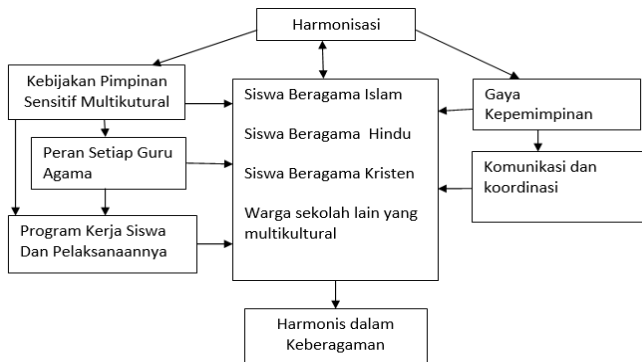 Harmonisasi
Kebijakan Pimpinan
Sensitif Multikutural
Peran Setiap Guru
Agama
Program Kerja Siswa
Dan Pelaksanaannya
Siswa Beragama Islam
Siswa Beragama Hindu
Siswa Beragama Kristen
Warga sekolah lain yang
multikultural
Gaya
Kepemimpinan
Komunikasi dan
koordinasi
Harmonis dalam
Keberagaman